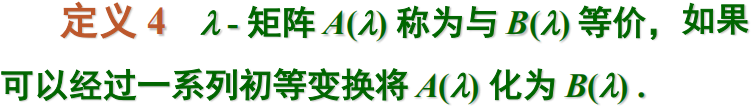 定义 4 λ - 矩阵 A(λ) 称为与 B(λ) 等价，如果
可以经过一系列初等变换将 A(λ) 化为 B(λ) .